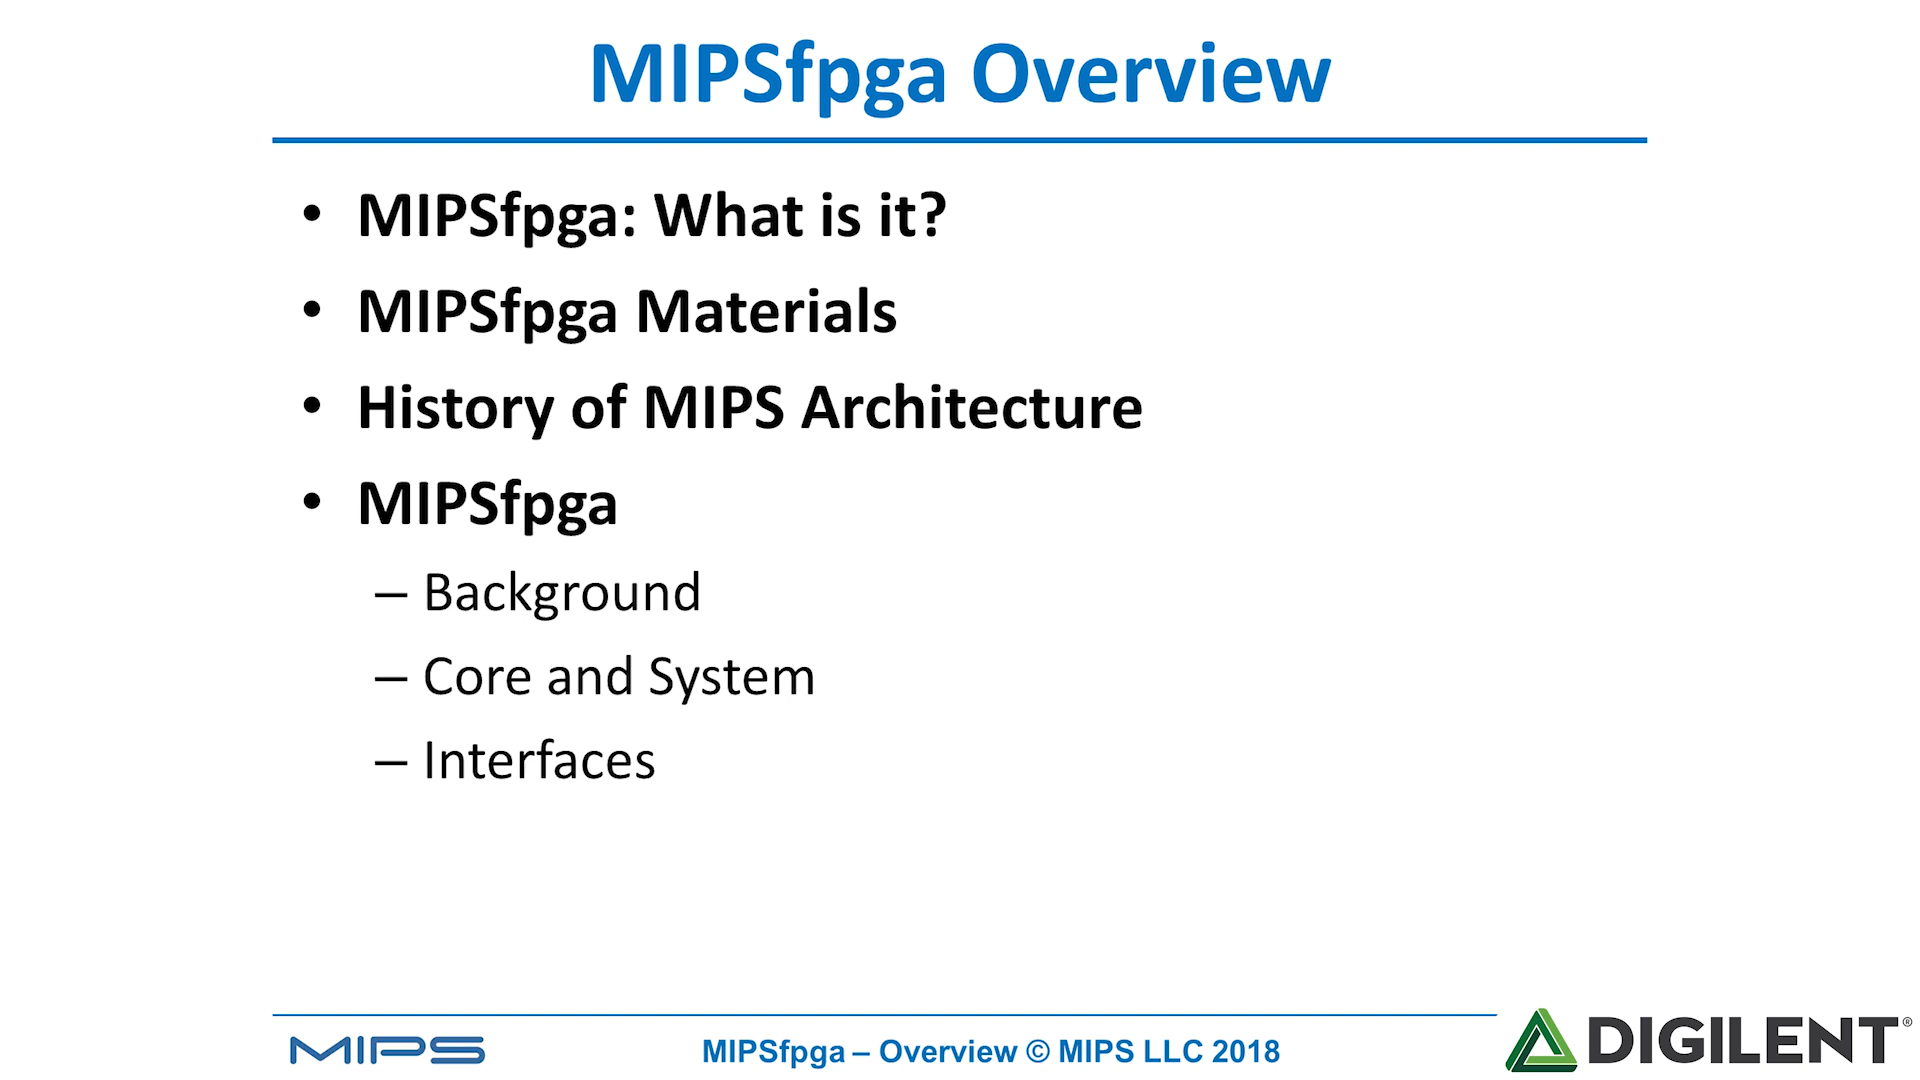 MIPSfpga Overview
• MIPSfpga: What is it?
• MIPSfpga Materials
• History of MIPS Architecture
• MIPSfpga
– Background
– Core and System
– Interfaces
MIPS
MIPSfpga – Overview © MIPS LLC 2018
DIGILENT®